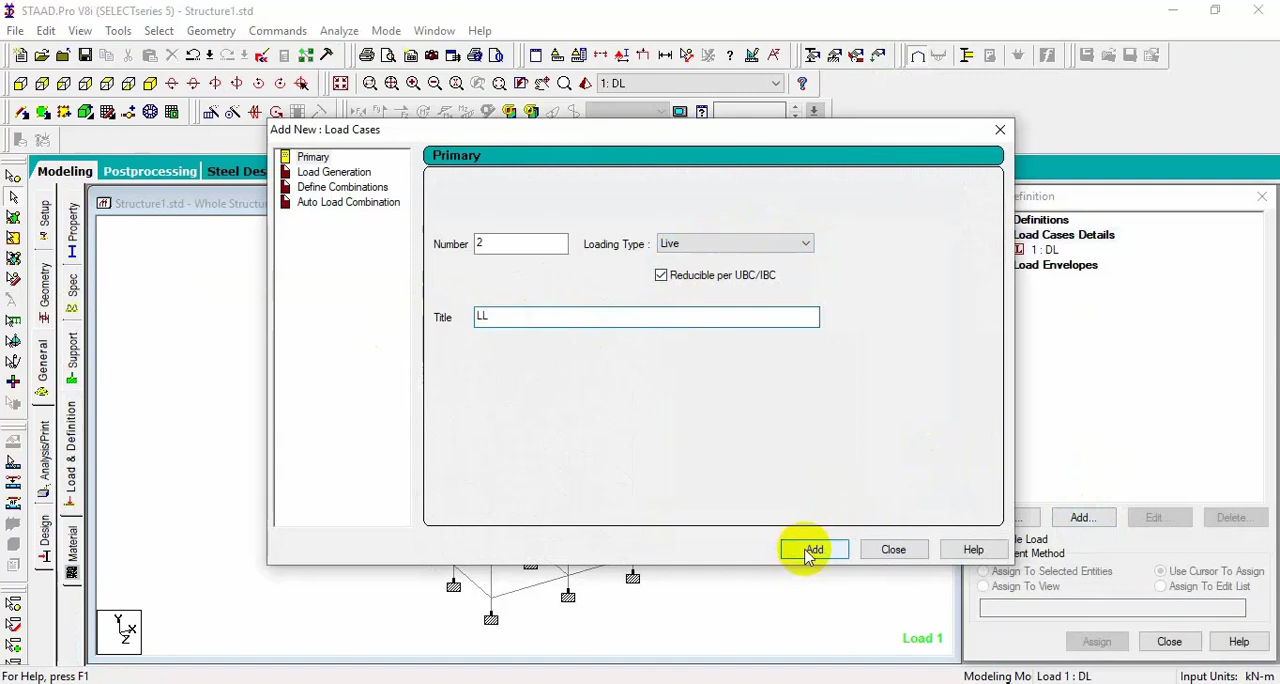 STAAD.Pro V8i (SELECTseries 5) - Structure1.std
File Edit View Tools Select Geometry Commands Analyze Mode Window Help
1: DL
Add New : Load Cases
Modeling Postprocessing Steel Des
Primary
Load Generation
Define Combinations
Auto Load Combination
Primary
Number 2 Loading Type : Live
Reducible per UBC/IBC
Title LL
Add Close Help
Structure1.std - Whole Structur
Setup
Geometry
General
Analysis/Print
Design
Property
Spec
Support
Load & Definition
Material
efinition
Definitions
Load Cases Details
1 : DL
Load Envelopes
Add... Edit... Delete...
le Load
ent Method
Assign To Selected Entities Use Cursor To Assign
Assign To View Assign To Edit List
Assign Close Help
Y
X
Z
Load 1
For Help, press F1 Modeling Mo Load 1 : DL Input Units: kN-m